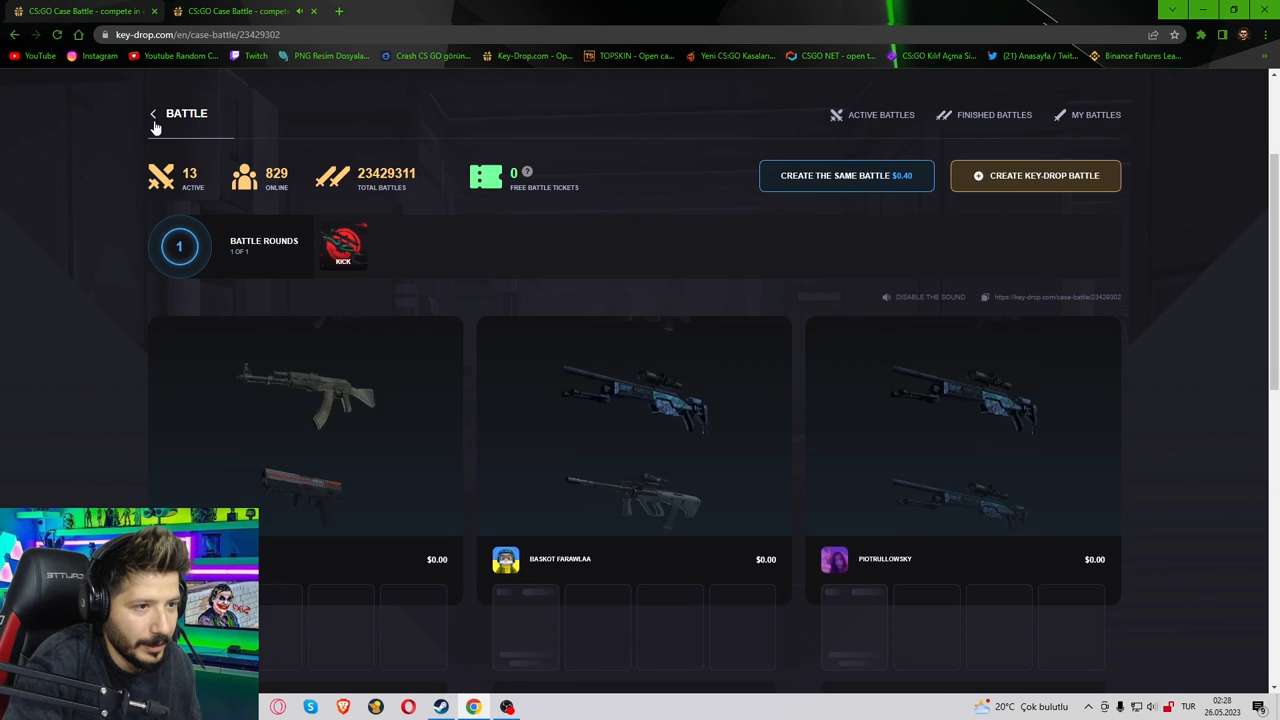 CS:GO Case Battle - compete in
CS:GO Case Battle - compet
key-drop.com/en/case-battle/23429302
YouTube
Instagram
Youtube Random C...
Twitch
PNG Resim Dosyala...
Crash CS GO görün...
Key-Drop.com - Op...
TOPSKIN - Open ca...
Yeni CS:GO Kasaları...
CSGO NET - open t...
CS:GO Kılıf Açma Si...
(21) Anasayfa / Twit...
Binance Futures Lea...
BATTLE
ACTIVE BATTLES
FINISHED BATTLES
MY BATTLES
13
ACTIVE
829
ONLINE
23429311
TOTAL BATTLES
0 ?
FREE BATTLE TICKETS
CREATE THE SAME BATTLE $0.40
CREATE KEY-DROP BATTLE
1
BATTLE ROUNDS
1 OF 1
KICK
DISABLE THE SOUND
https://key-drop.com/case-battle/23429302
$0.00
BASKOT FARAWLAA
$0.00
PIOTRULLOWSKY
$0.00
20°C Çok bulutlu
TUR
02:28
26.05.2023
9